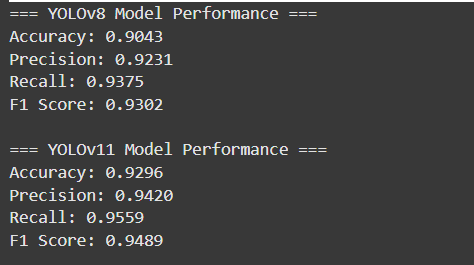 === YOLOv8 Model Performance ===
Accuracy: 0.9043
Precision: 0.9231
Recall: 0.9375
F1 Score: 0.9302
=== YOLOv11 Model Performance ===
Accuracy: 0.9296
Precision: 0.9420
Recall: 0.9559
F1 Score: 0.9489